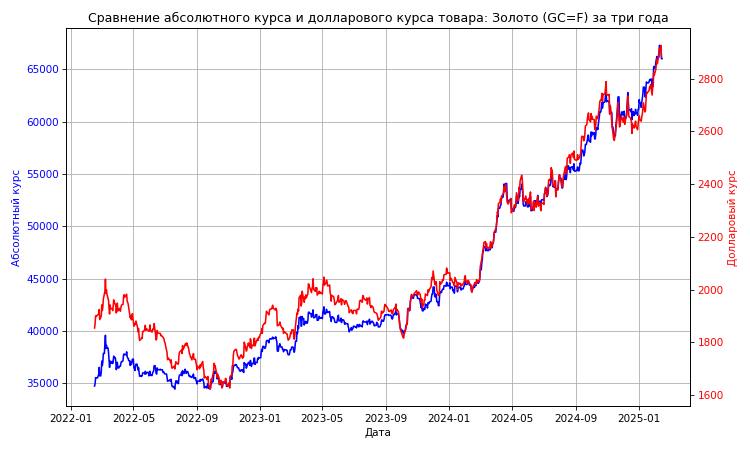 Сравнение абсолютного курса и долларового курса товара: Золото (GC=F) за три года
65000
60000
55000
50000
45000
40000
35000
Абсолютный курс
2800
2600
2400
2200
2000
1800
1600
Долларовый курс
2022-01 2022-05 2022-09 2023-01 2023-05 2023-09 2024-01 2024-05 2024-09 2025-01
Дата